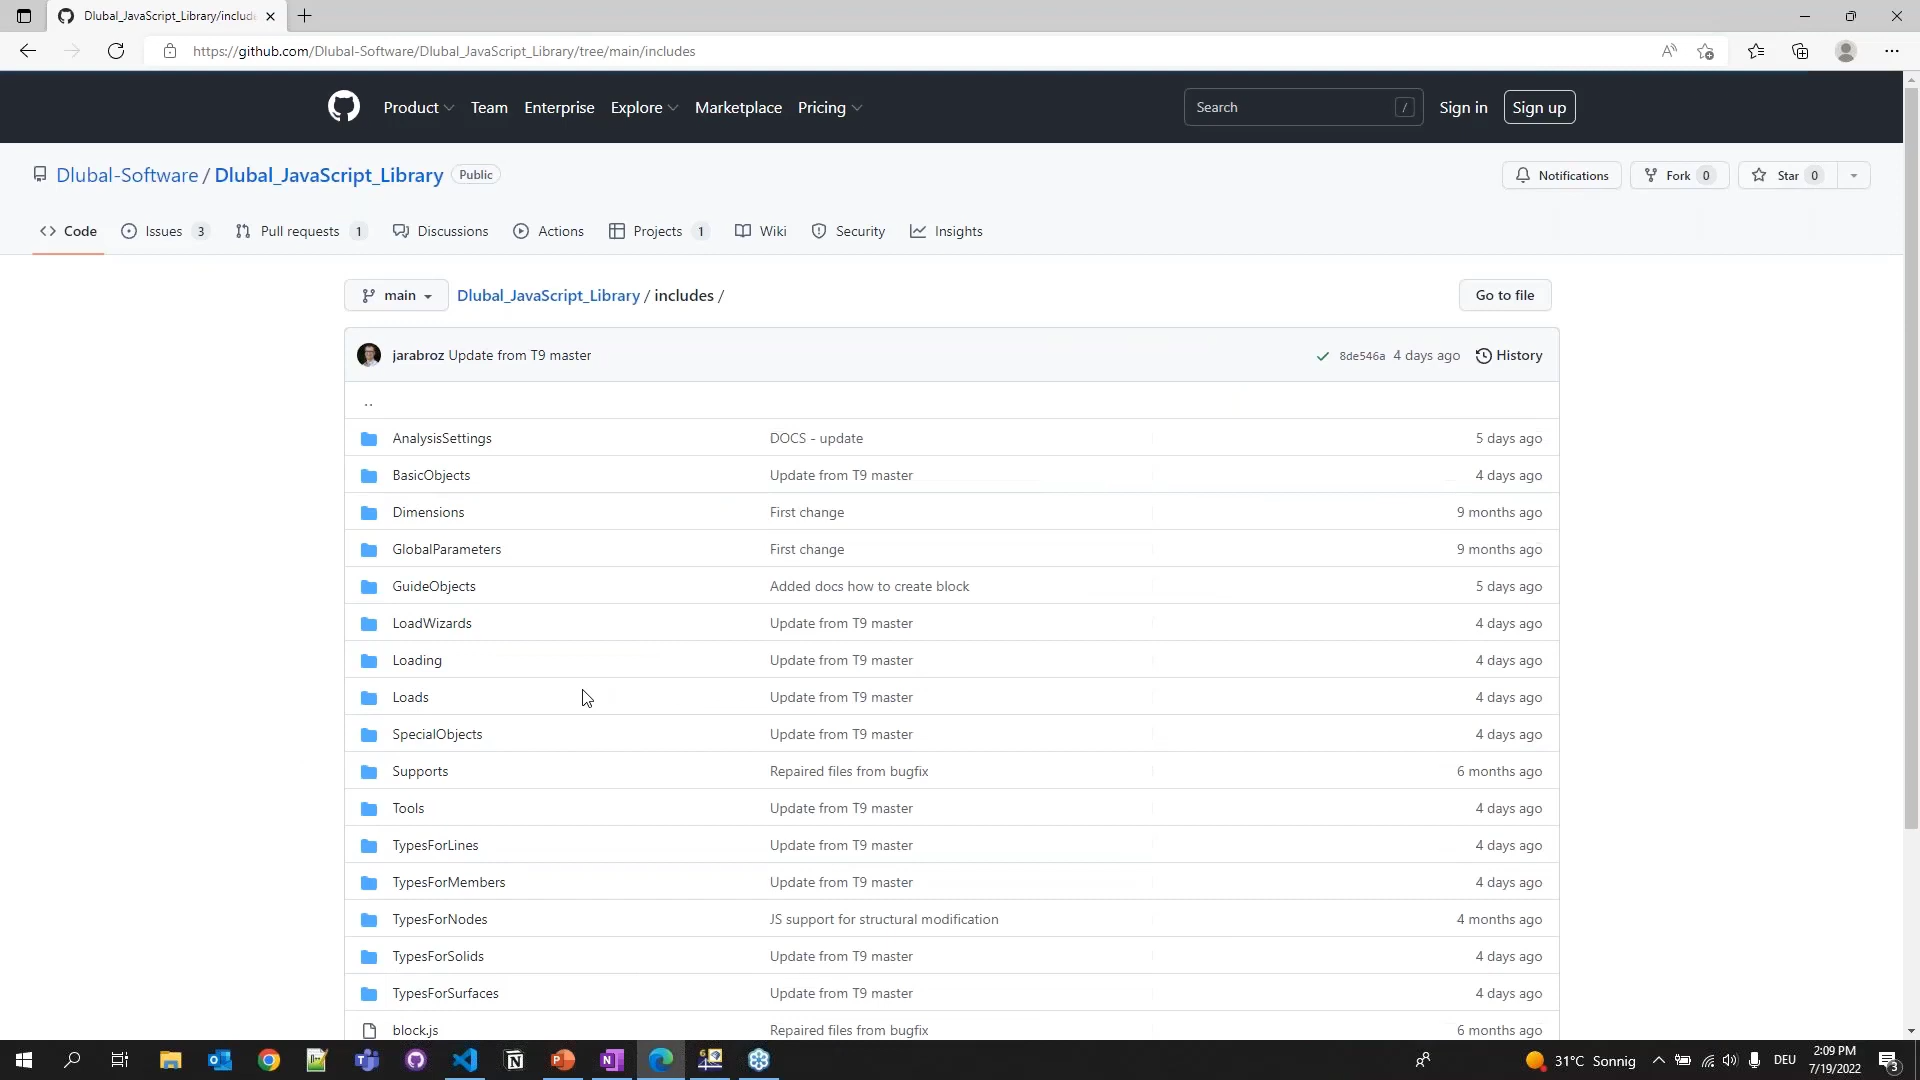 Dlubal_JavaScript_Library/includ
https://github.com/Dlubal-Software/Dlubal_JavaScript_Library/tree/main/includes
Product Team Enterprise Explore Marketplace Pricing Search / Sign in Sign up
Dlubal-Software / Dlubal_JavaScript_Library Public Notifications Fork 0 Star 0
Code Issues 3 Pull requests 1 Discussions Actions Projects 1 Wiki Security Insights
main Dlubal_JavaScript_Library / includes / Go to file
jarabroz Update from T9 master 8de546a 4 days ago History
..
AnalysisSettings DOCS - update 5 days ago
BasicObjects Update from T9 master 4 days ago
Dimensions First change 9 months ago
GlobalParameters First change 9 months ago
GuideObjects Added docs how to create block 5 days ago
LoadWizards Update from T9 master 4 days ago
Loading Update from T9 master 4 days ago
Loads Update from T9 master 4 days ago
SpecialObjects Update from T9 master 4 days ago
Supports Repaired files from bugfix 6 months ago
Tools Update from T9 master 4 days ago
TypesForLines Update from T9 master 4 days ago
TypesForMembers Update from T9 master 4 days ago
TypesForNodes JS support for structural modification 4 months ago
TypesForSolids Update from T9 master 4 days ago
TypesForSurfaces Update from T9 master 4 days ago
block.js Repaired files from bugfix 6 months ago
31°C Sonnig DEU 2:09 PM
7/19/2022 3